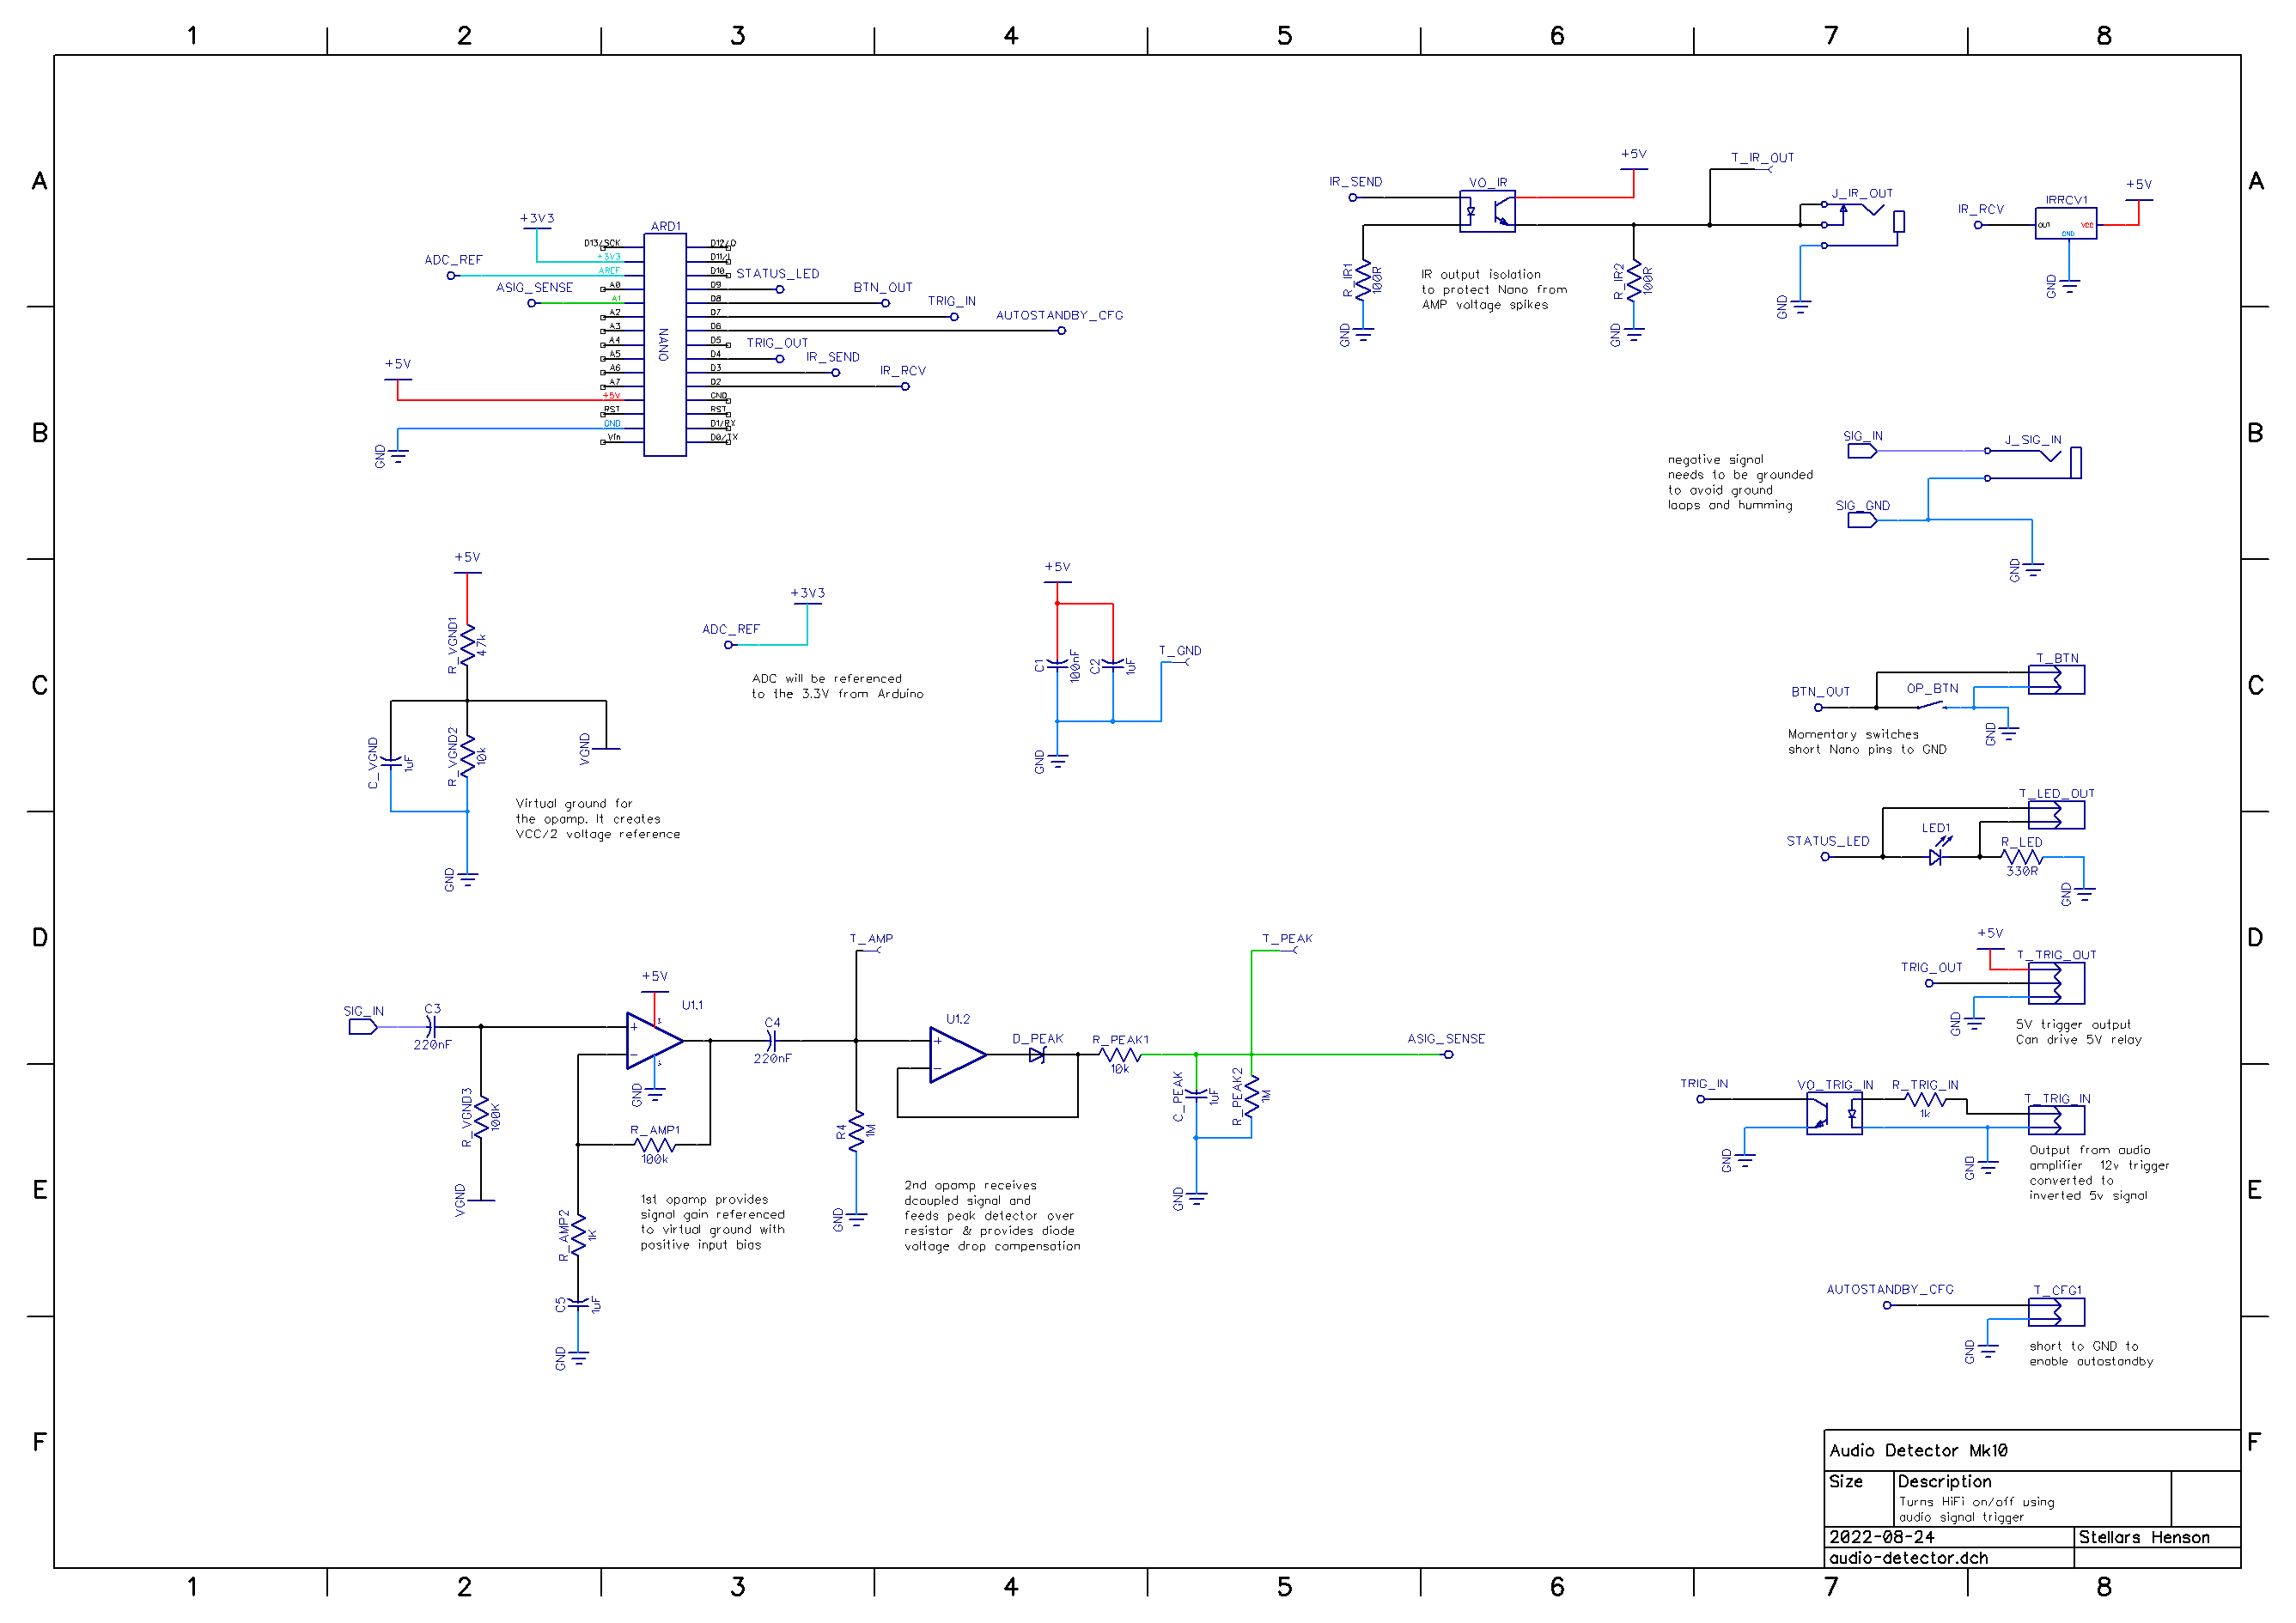 1 2 3 4 5 6 7 8
A
B
C
D
E
F
A
B
C
D
E
F
ARD1
NANO
D13/SCK
+3V3
AREF
A0
A1
A2
A3
A4
A5
A6
A7
+5V
RST
GND
Vin
D12/O
D11/I
D10
D9
D8
D7
D6
D5
D4
D3
D2
GND
RST
D1/RX
D0/TX
+3V3
ADC_REF
ASIG_SENSE
+5V
GND
STATUS_LED
BTN_OUT
TRIG_IN
AUTOSTANDBY_CFG
TRIG_OUT
IR_SEND
IR_RCV
IR_SEND
VO_IR
+5V
T_IR_OUT
J_IR_OUT
R_IR1
100R
GND
IR output isolation
to protect Nano from
AMP voltage spikes
R_IR2
100R
GND
GND
IR_RCV
IRRCV1
OUT
GND
VCC
+5V
GND
negative signal
needs to be grounded
to avoid ground
loops and humming
SIG_IN
J_SIG_IN
SIG_GND
GND
+5V
R_VGND1
47k
C_VGND
1uF
R_VGND2
10k
VGND
GND
Virtual ground for
the opamp. It creates
VCC/2 voltage reference
+3V3
ADC_REF
ADC will be referenced
to the 3.3V from Arduino
+5V
C1
100nF
C2
1uF
T_GND
GND
T_BTN
BTN_OUT
OP_BTN
GND
Momentary switches
short Nano pins to GND
T_LED_OUT
STATUS_LED
LED1
R_LED
330R
GND
+5V
T_TRIG_OUT
TRIG_OUT
GND
5V trigger output
Can drive 5V relay
TRIG_IN
VO_TRIG_IN
R_TRIG_IN
1k
T_TRIG_IN
GND
GND
Output from audio
amplifier 12v trigger
converted to
inverted 5v signal
AUTOSTANDBY_CFG
T_CFG1
GND
short to GND to
enable autostandby
SIG_IN
C3
220nF
R_VGND3
100K
VGND
+5V
U1.1
+
-
GND
R_AMP1
100k
R_AMP2
1K
C5
1uF
GND
1st opamp provides
signal gain referenced
to virtual ground with
positive input bias
C4
220nF
T_AMP
R4
1M
GND
U1.2
+
-
D_PEAK
R_PEAK1
10k
2nd opamp receives
dcoupled signal and
feeds peak detector over
resistor & provides diode
voltage drop compensation
T_PEAK
C_PEAK
1uF
R_PEAK2
1M
GND
ASIG_SENSE
Audio Detector Mk10
Size
Description
Turns HiFi on/off using
audio signal trigger
2022-08-24
Stellars Henson
audio-detector.dch
1 2 3 4 5 6 7 8